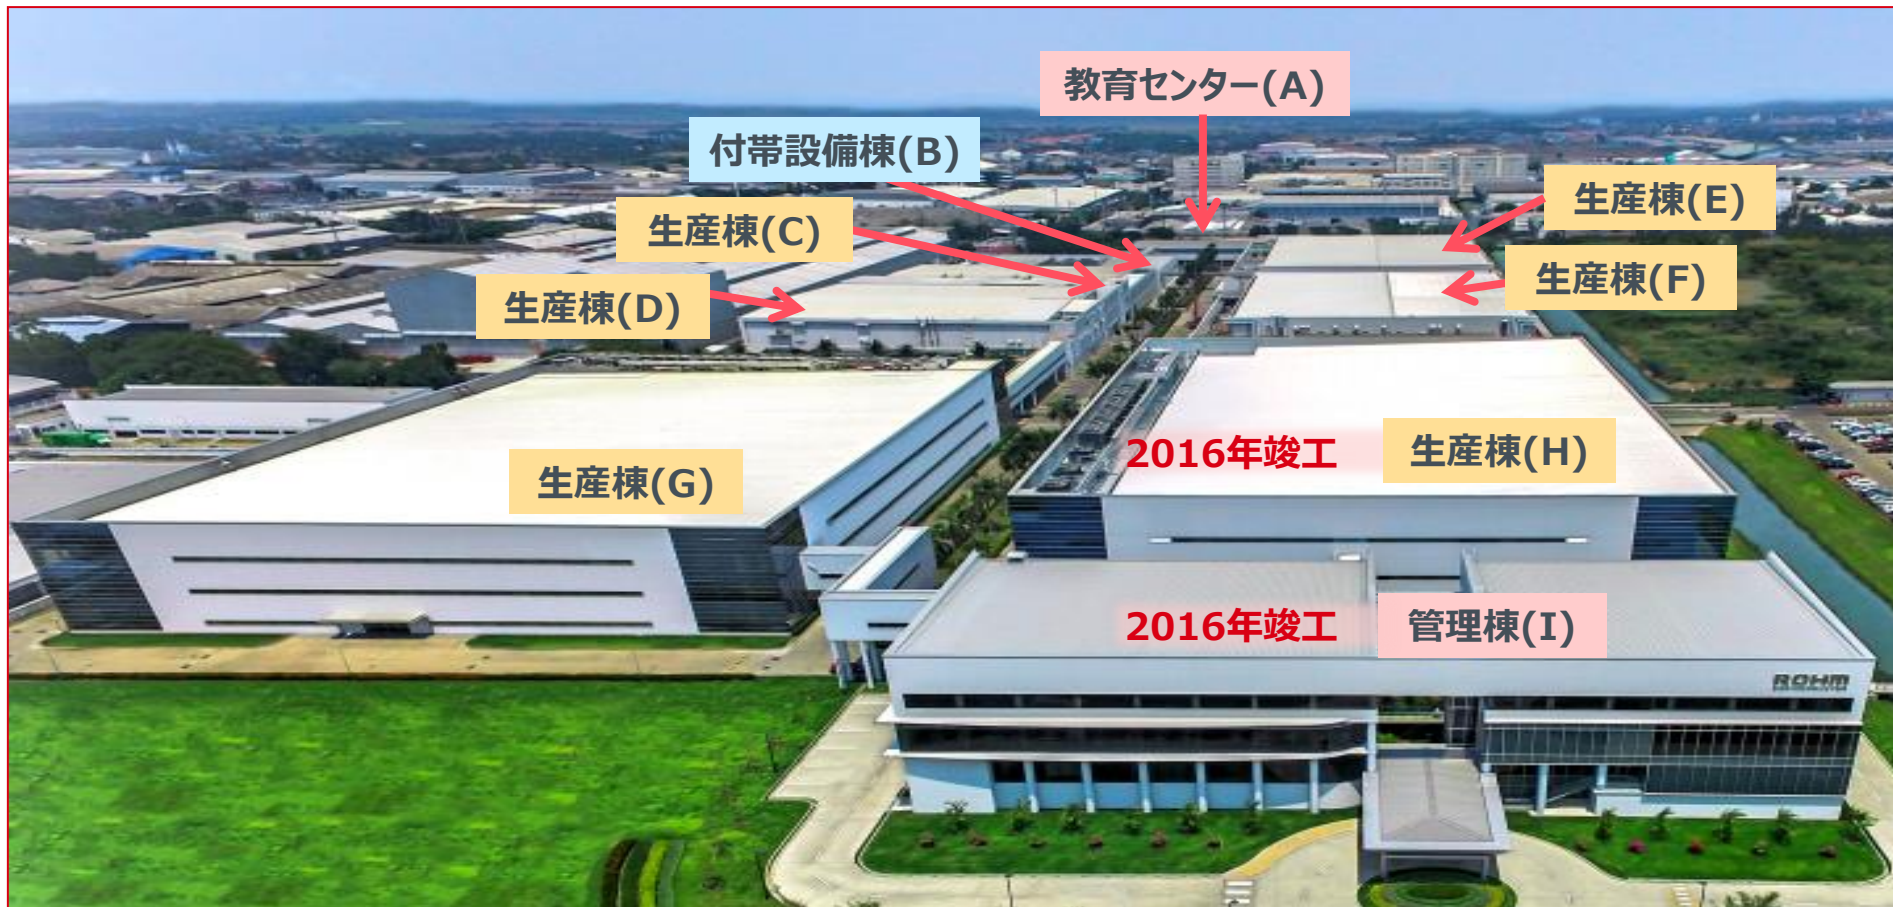 教育センター(A)
付帯設備棟(B)
生産棟(E)
生産棟(C)
生産棟(F)
生産棟(D)
2016年竣工 生産棟(H)
生産棟(G)
2016年竣工 管理棟(I)
ROHM